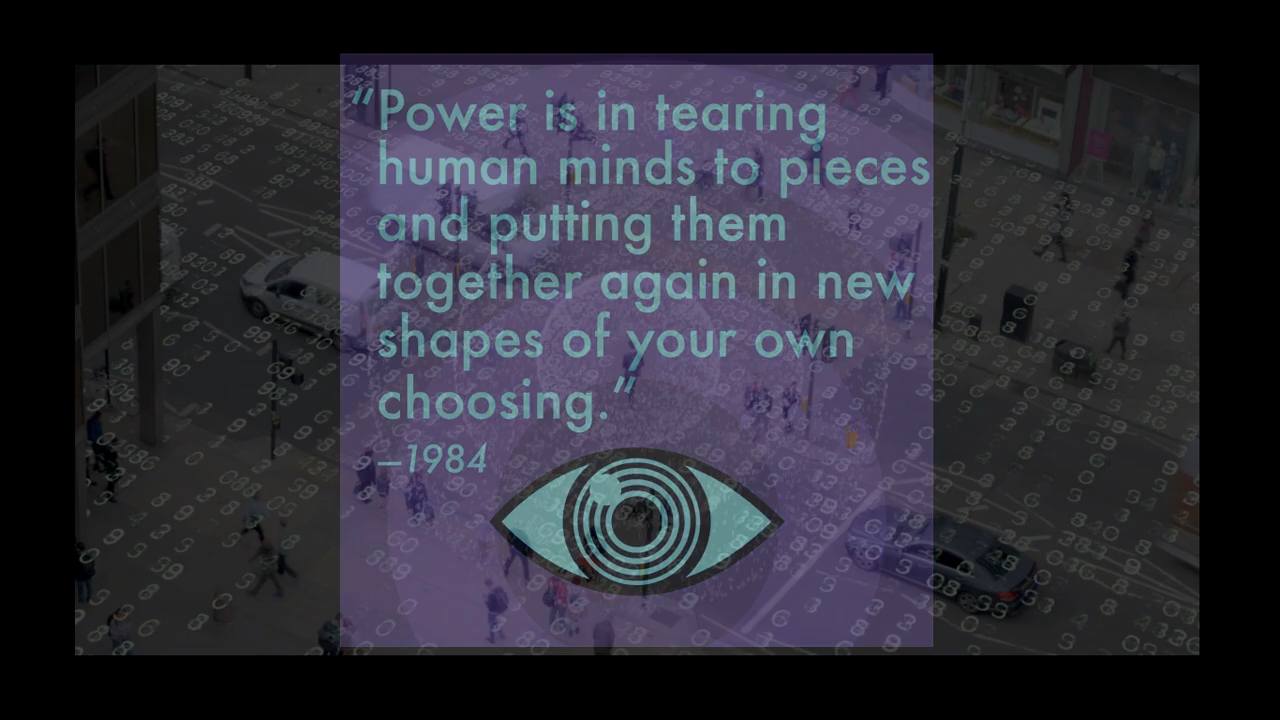 “Power is in tearing
human minds to pieces
and putting them
together again in new
shapes of your own
choosing.”
–1984